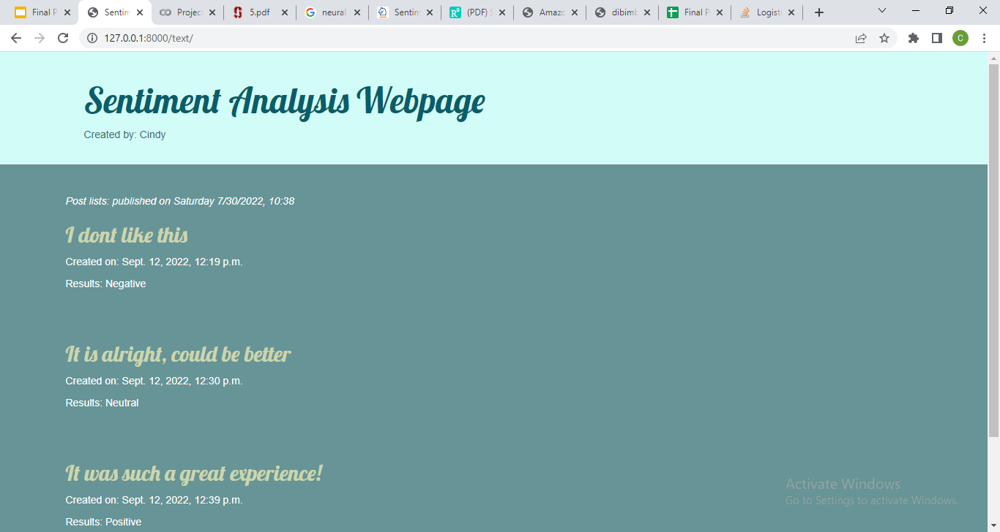 Final P
Sentim
Project
5.pdf
neural
Sentim
(PDF) S
Amazo
dibimb
Final P
Logisti
127.0.0.1:8000/text/
C
Sentiment Analysis Webpage
Created by: Cindy
Post lists: published on Saturday 7/30/2022, 10:38
I dont like this
Created on: Sept. 12, 2022, 12:19 p.m.
Results: Negative
It is alright, could be better
Created on: Sept. 12, 2022, 12:30 p.m.
Results: Neutral
It was such a great experience!
Created on: Sept. 12, 2022, 12:39 p.m.
Results: Positive
Activate Windows
Go to Settings to activate Windows.